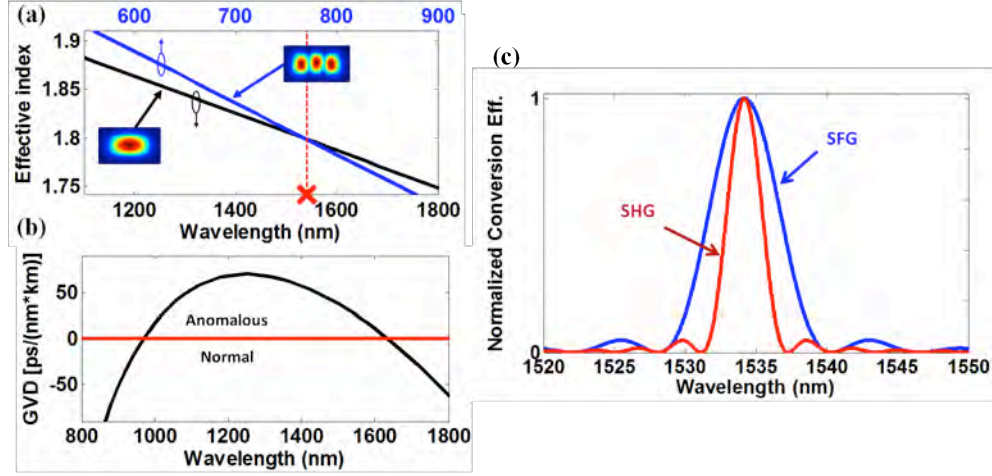 (a)
600 700 800 900
Effective index
1.9
1.85
1.8
1.75
1200 1400 1600 1800
Wavelength (nm)
(b)
GVD [ps/(nm*km)]
50
0
-50
Anomalous
Normal
800 1000 1200 1400 1600 1800
Wavelength (nm)
(c)
Normalized Conversion Eff.
1
0
SFG
SHG
1520 1525 1530 1535 1540 1545 1550
Wavelength (nm)